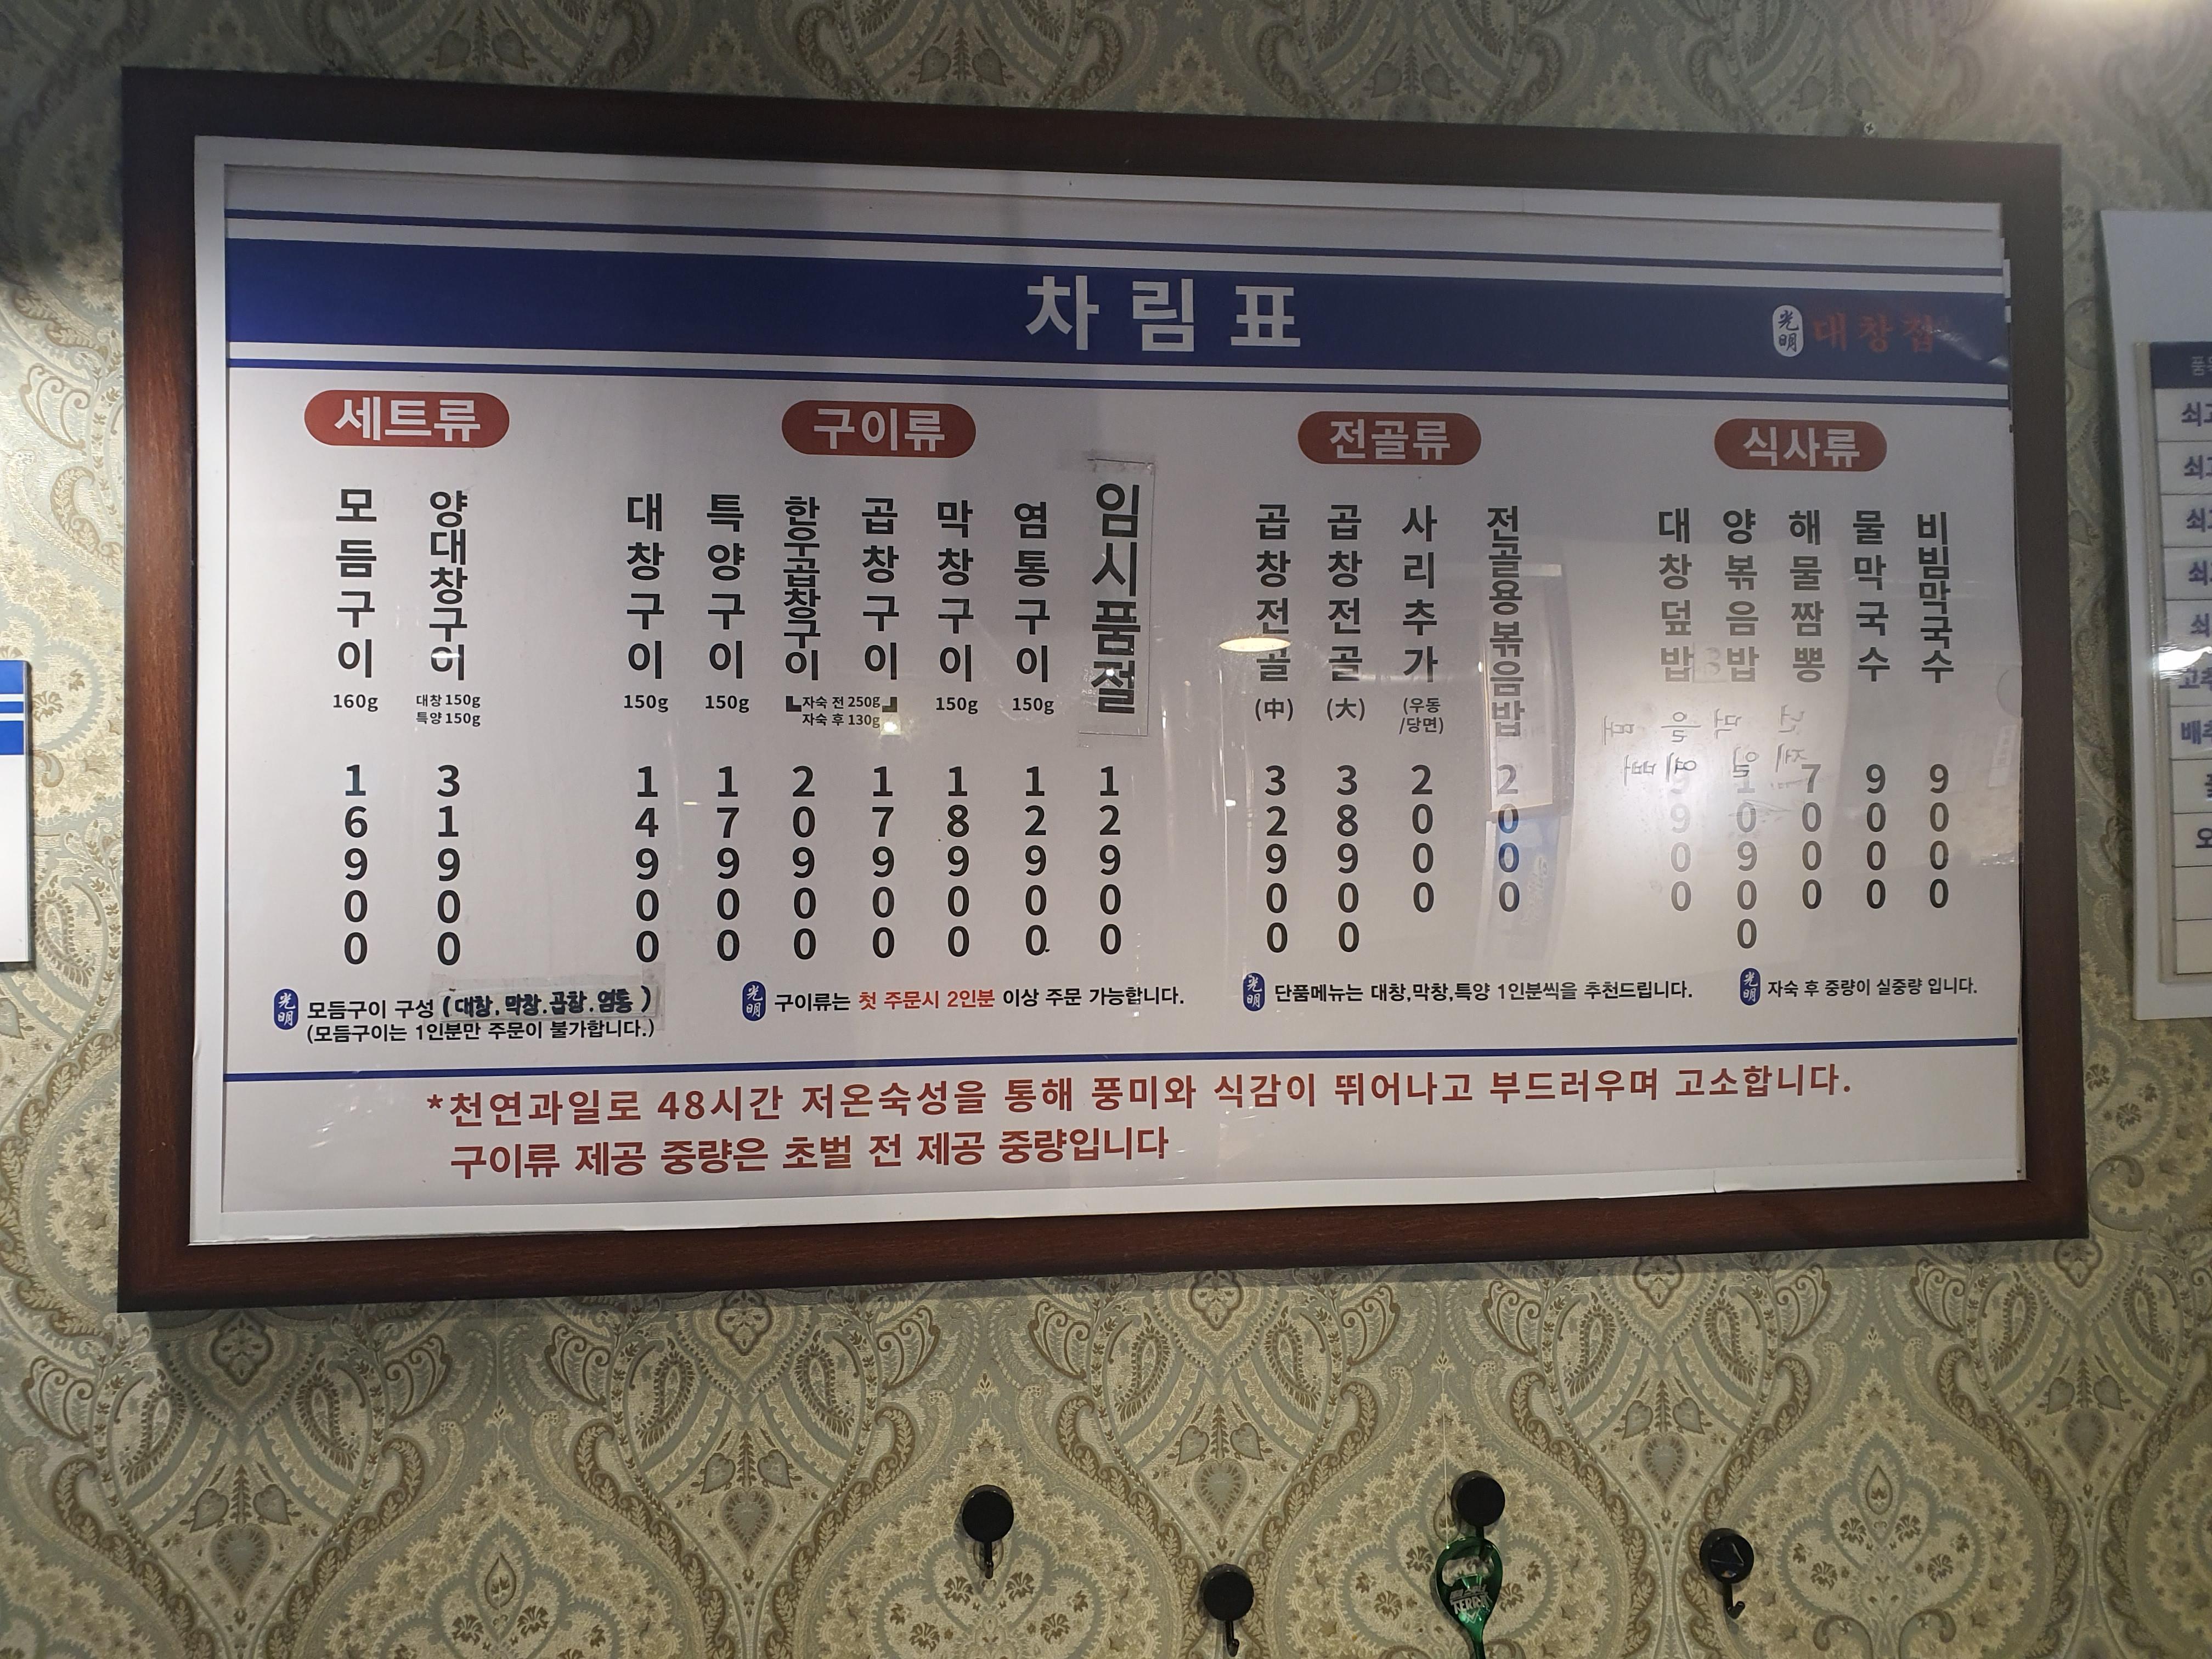 차림표
光明 대창첩
세트류
모듬구이 160g 16900
양대창구이 대창 150g 특양 150g 31900
구이류
대창구이 150g 14900
특양구이 150g 17900
한우곱창구이 20900
곱창구이 17900
자숙 전 250g
자숙 후 130g
막창구이 150g 18900
염통구이 150g 12900
임시품절 12900
전골류
곱창전골 (中) 32900
곱창전골 (大) 38900
사리추가 (우동/당면) 2000
전골용볶음밥 2000
식사류
대창덮밥 9900
양볶음밥 10900
해물짬뽕 7000
물막국수 9000
비빔막국수 9000
光明 모듬구이 구성 (대창.막창.곱창.염통)
(모듬구이는 1인분만 주문이 불가합니다.)
光明 구이류는 첫 주문시 2인분 이상 주문 가능합니다.
光明 단품메뉴는 대창,막창,특양 1인분씩을 추천드립니다.
光明 자숙 후 중량이 실중량 입니다.
*천연과일로 48시간 저온숙성을 통해 풍미와 식감이 뛰어나고 부드러우며 고소합니다.
구이류 제공 중량은 초벌 전 제공 중량입니다
TERRA